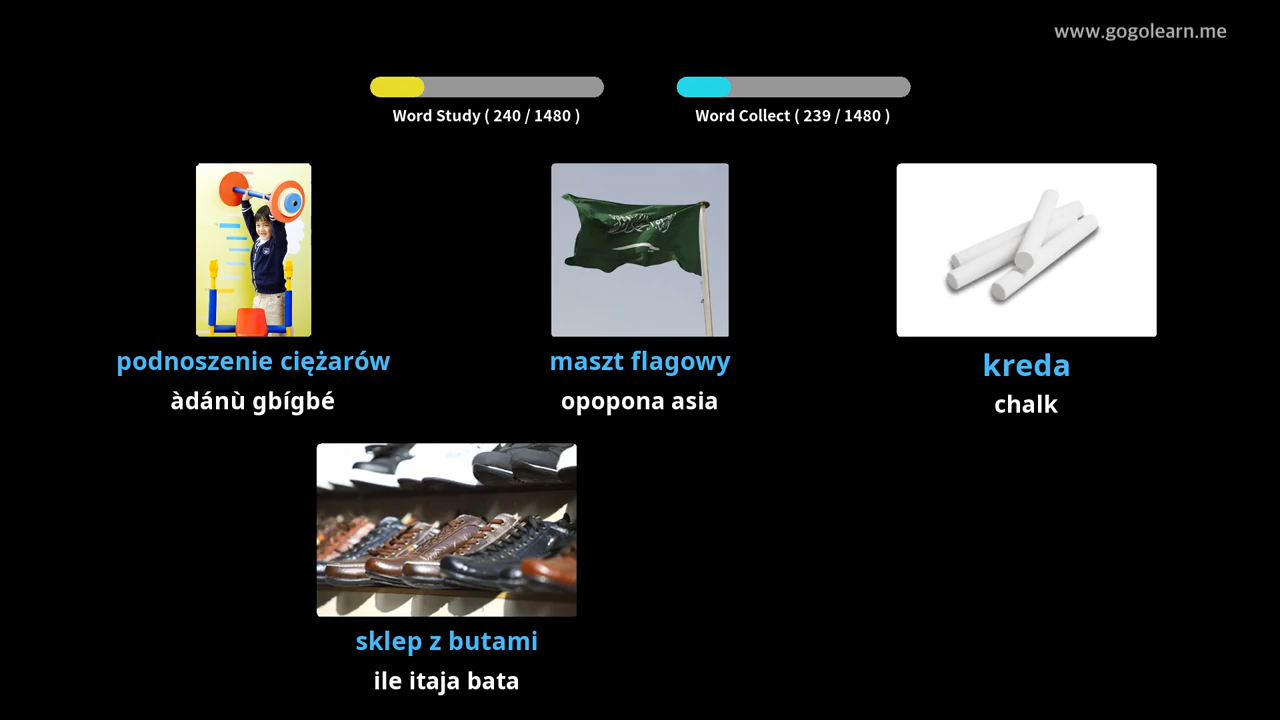 www.gogolearn.me
Word Study ( 240 / 1480 )
Word Collect ( 239 / 1480 )
podnoszenie ciężarów
àdánù gbígbé
maszt flagowy
opopona asia
kreda
chalk
sklep z butami
ile itaja bata